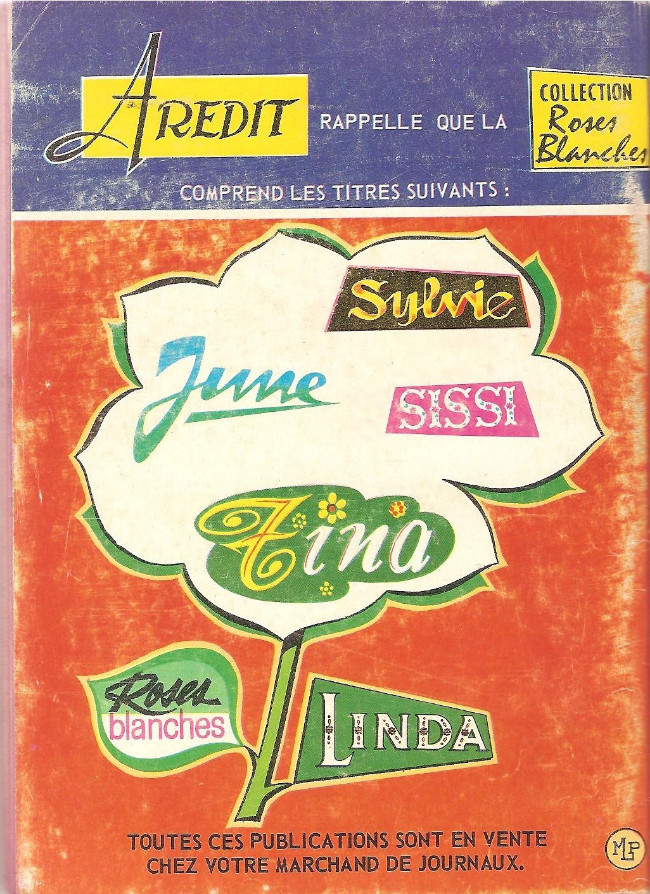 AREDIT RAPPELLE QUE LA
COLLECTION
Roses
Blanches
COMPREND LES TITRES SUIVANTS :
Sylvie
June
SISSI
Tina
Roses
blanches
LINDA
TOUTES CES PUBLICATIONS SONT EN VENTE
CHEZ VOTRE MARCHAND DE JOURNAUX.
MLP